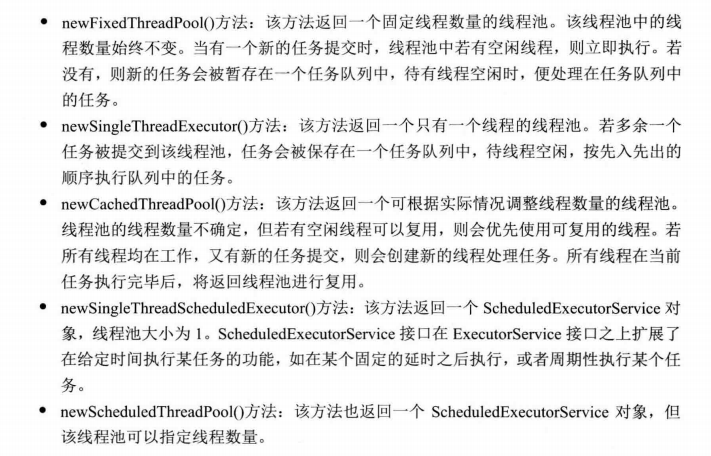 • newFixedThreadPool()方法：该方法返回一个固定线程数量的线程池。该线程池中的线
程数量始终不变。当有一个新的任务提交时，线程池中若有空闲线程，则立即执行。若
没有，则新的任务会被暂存在一个任务队列中，待有线程空闲时，便处理在任务队列中
的任务。
• newSingleThreadExecutor()方法：该方法返回一个只有一个线程的线程池。若多余一个
任务被提交到该线程池，任务会被保存在一个任务队列中，待线程空闲，按先入先出的
顺序执行队列中的任务。
• newCachedThreadPool()方法：该方法返回一个可根据实际情况调整线程数量的线程池。
线程池的线程数量不确定，但若有空闲线程可以复用，则会优先使用可复用的线程。若
所有线程均在工作，又有新的任务提交，则会创建新的线程处理任务。所有线程在当前
任务执行完毕后，将返回线程池进行复用。
• newSingleThreadScheduledExecutor()方法：该方法返回一个 ScheduledExecutorService 对
象，线程池大小为 1。ScheduledExecutorService 接口在 ExecutorService 接口之上扩展了
在给定时间执行某任务的功能，如在某个固定的延时之后执行，或者周期性执行某个任
务。
• newScheduledThreadPool()方法：该方法也返回一个 ScheduledExecutorService 对象，但
该线程池可以指定线程数量。